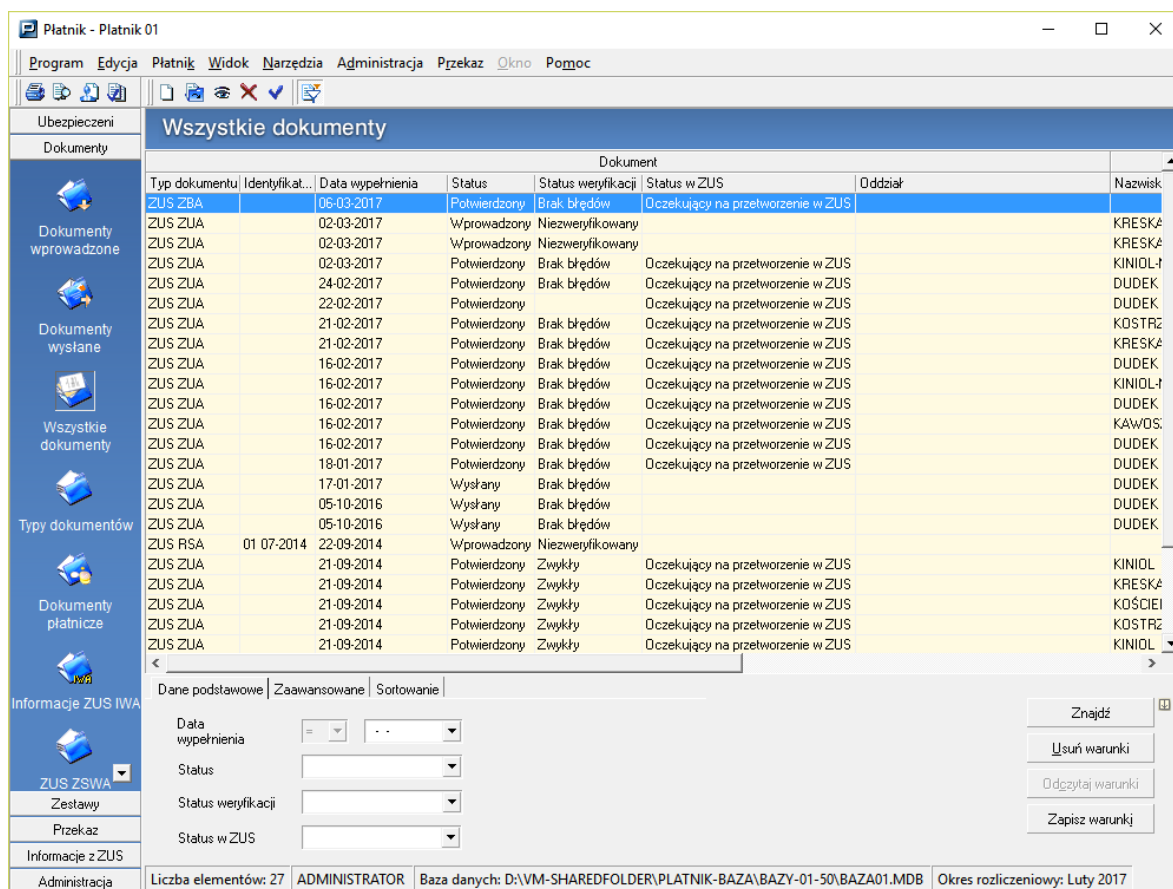 Płatnik - Platnik 01
Program Edycja Płatnik Widok Narzędzia Administracja Przekaz Okno Pomoc
Ubezpieczeni
Dokumenty
Dokumenty
wprowadzone
Dokumenty
wysłane
Wszystkie
dokumenty
Typy dokumentów
Dokumenty
płatnicze
IWA
Informacje ZUS IWA
ZUS ZSWA
Zestawy
Przekaz
Informacje z ZUS
Administracja
Wszystkie dokumenty
Dokument
Typ dokumentu Identyfikat... Data wypełnienia Status Status weryfikacji Status w ZUS Oddział Nazwisk
ZUS ZBA 06-03-2017 Potwierdzony Brak błędów Oczekujący na przetworzenie w ZUS
ZUS ZUA 02-03-2017 Wprowadzony Niezweryfikowany KRESKA
ZUS ZUA 02-03-2017 Wprowadzony Niezweryfikowany KRESKA
ZUS ZUA 02-03-2017 Potwierdzony Brak błędów Oczekujący na przetworzenie w ZUS KINIOL-
ZUS ZUA 24-02-2017 Potwierdzony Brak błędów Oczekujący na przetworzenie w ZUS DUDEK
ZUS ZUA 22-02-2017 Potwierdzony Oczekujący na przetworzenie w ZUS DUDEK
ZUS ZUA 21-02-2017 Potwierdzony Brak błędów Oczekujący na przetworzenie w ZUS KOSTRZ
ZUS ZUA 21-02-2017 Potwierdzony Brak błędów Oczekujący na przetworzenie w ZUS KRESKA
ZUS ZUA 16-02-2017 Potwierdzony Brak błędów Oczekujący na przetworzenie w ZUS DUDEK
ZUS ZUA 16-02-2017 Potwierdzony Brak błędów Oczekujący na przetworzenie w ZUS KINIOL-
ZUS ZUA 16-02-2017 Potwierdzony Brak błędów Oczekujący na przetworzenie w ZUS DUDEK
ZUS ZUA 16-02-2017 Potwierdzony Brak błędów Oczekujący na przetworzenie w ZUS KAWOS
ZUS ZUA 16-02-2017 Potwierdzony Brak błędów Oczekujący na przetworzenie w ZUS DUDEK
ZUS ZUA 18-01-2017 Potwierdzony Brak błędów Oczekujący na przetworzenie w ZUS DUDEK
ZUS ZUA 17-01-2017 Wysłany Brak błędów DUDEK
ZUS ZUA 05-10-2016 Wysłany Brak błędów DUDEK
ZUS ZUA 05-10-2016 Wysłany Brak błędów DUDEK
ZUS RSA 01 07-2014 22-09-2014 Wprowadzony Niezweryfikowany
ZUS ZUA 21-09-2014 Potwierdzony Zwykły Oczekujący na przetworzenie w ZUS KINIOL
ZUS ZUA 21-09-2014 Potwierdzony Zwykły Oczekujący na przetworzenie w ZUS KRESKA
ZUS ZUA 21-09-2014 Potwierdzony Zwykły Oczekujący na przetworzenie w ZUS KOŚCIEL
ZUS ZUA 21-09-2014 Potwierdzony Zwykły Oczekujący na przetworzenie w ZUS KOSTRZ
ZUS ZUA 21-09-2014 Potwierdzony Zwykły Oczekujący na przetworzenie w ZUS KINIOL
Dane podstawowe Zaawansowane Sortowanie
Data
wypełnienia = - -
Status
Status weryfikacji
Status w ZUS
Znajdź
Usuń warunki
Odczytaj warunki
Zapisz warunki
Liczba elementów: 27 ADMINISTRATOR Baza danych: D:\VM-SHAREDFOLDER\PLATNIK-BAZA\BAZY-01-50\BAZA01.MDB Okres rozliczeniowy: Luty 2017